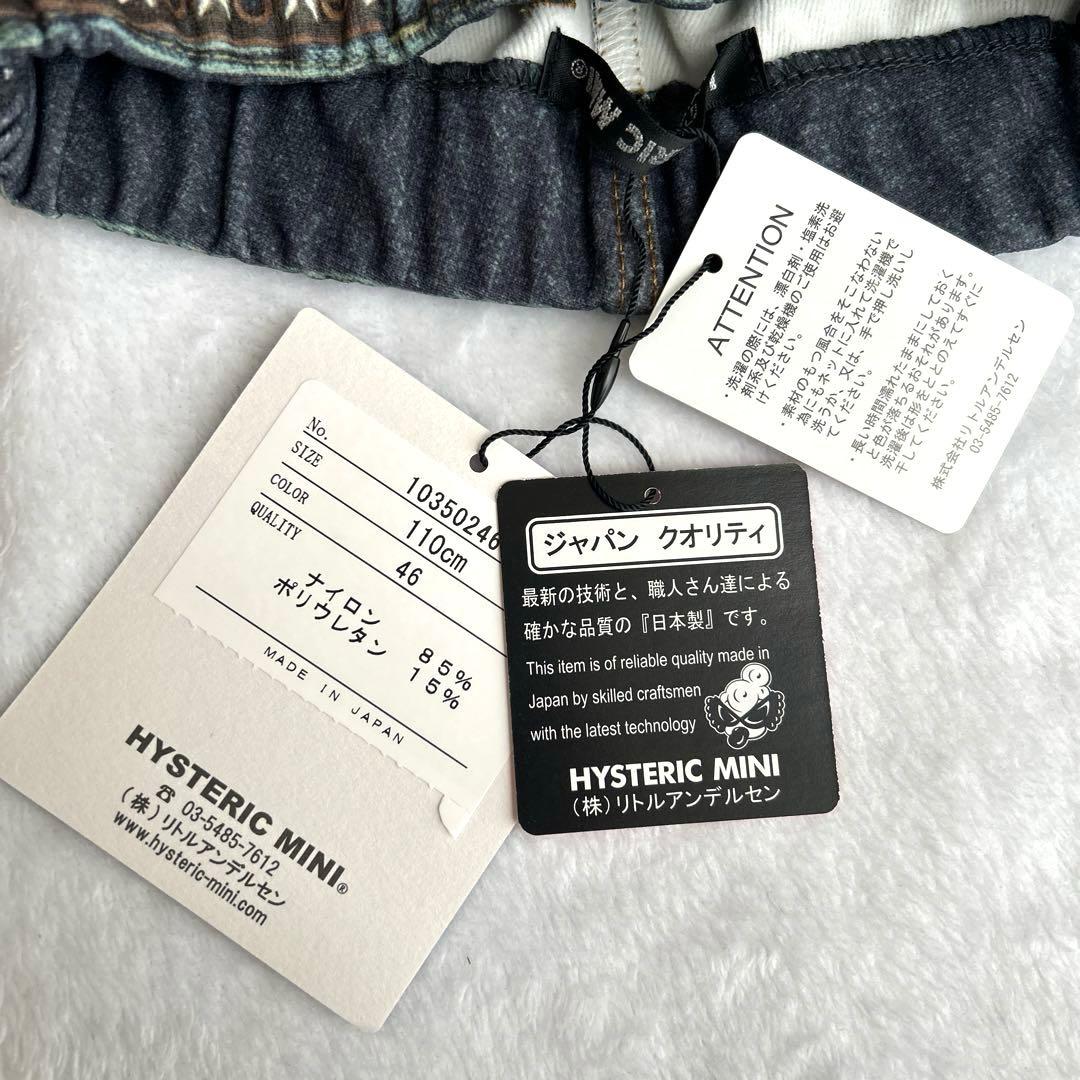 RIC MINI
ATTENTION
・洗濯の際には、漂白剤・塩素洗
剤系及び乾燥機のご使用はお避
けください。
・素材のもつ風合をそこなわない
為にもネットに入れて洗濯機で
洗うか、又は、手で押し洗いし
てください。
・長い時間濡れたままにしておく
と色が落ちるおそれがあります。
洗濯後は形をととのえてすぐに
干してください。
株式会社リトルアンデルセン
03-5485-7612
No. 10350246
SIZE 110cm
COLOR 46
QUALITY
ナイロン 85%
ポリウレタン 15%
MADE IN JAPAN
HYSTERIC MINI®
☎ 03-5485-7612
(株)リトルアンデルセン
www.hysteric-mini.com
ジャパン クオリティ
最新の技術と、職人さん達による
確かな品質の『日本製』です。
This item is of reliable quality made in
Japan by skilled craftsmen
with the latest technology
HYSTERIC MINI
(株)リトルアンデルセン